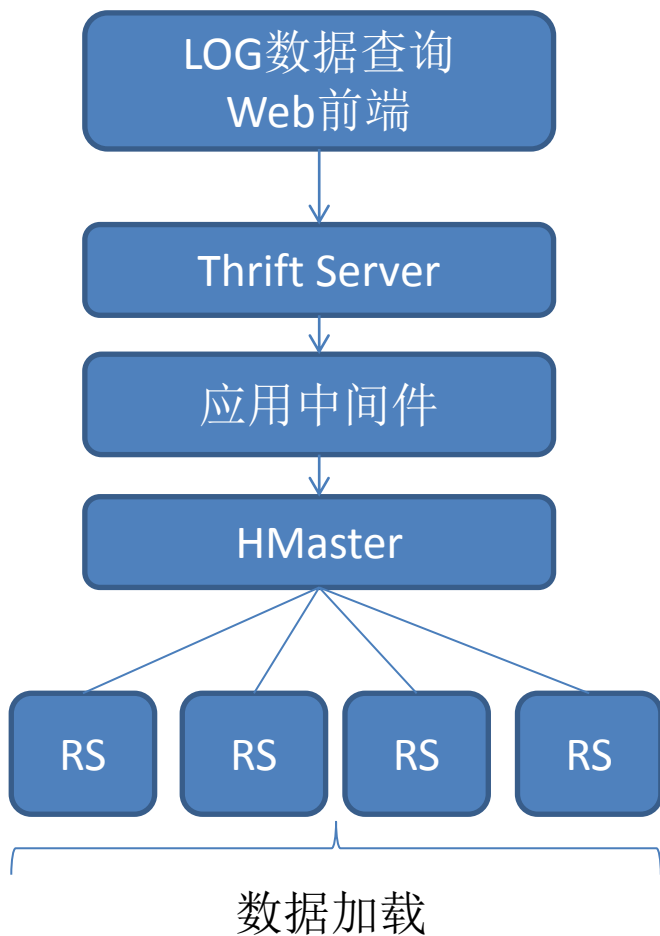 LOG数据查询
Web前端
Thrift Server
应用中间件
HMaster
RS
RS
RS
RS
数据加载